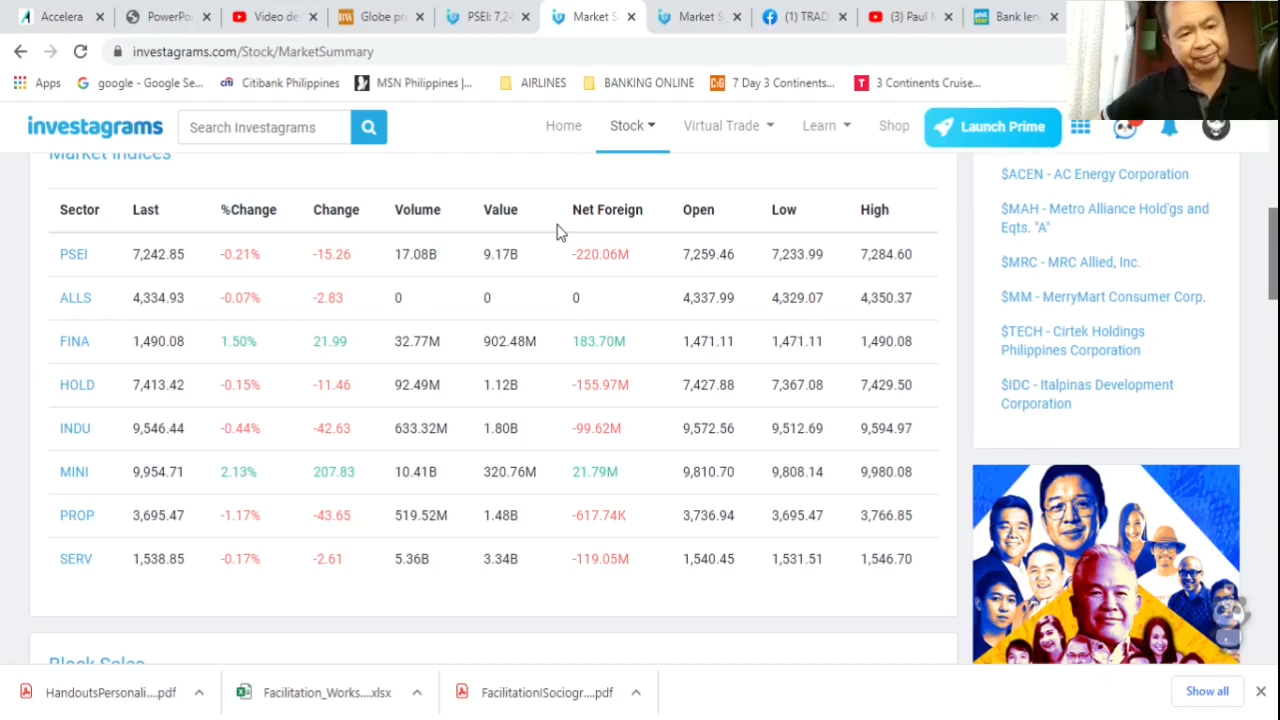 Accelera
PowerPo
Video de
Globe pr
PSEI: 7,24
Market S
Market S
(1) TRAD
(3) Paul
Bank len
investagrams.com/Stock/MarketSummary
Apps
google - Google Se...
Citibank Philippines
MSN Philippines |...
AIRLINES
BANKING ONLINE
7 Day 3 Continents...
3 Continents Cruise...
investagrams
Search Investagrams
Home
Stock
Virtual Trade
Learn
Shop
Launch Prime
Market Indices
Sector Last %Change Change Volume Value Net Foreign Open Low High
PSEI 7,242.85 -0.21% -15.26 17.08B 9.17B -220.06M 7,259.46 7,233.99 7,284.60
ALLS 4,334.93 -0.07% -2.83 0 0 0 4,337.99 4,329.07 4,350.37
FINA 1,490.08 1.50% 21.99 32.77M 902.48M 183.70M 1,471.11 1,471.11 1,490.08
HOLD 7,413.42 -0.15% -11.46 92.49M 1.12B -155.97M 7,427.88 7,367.08 7,429.50
INDU 9,546.44 -0.44% -42.63 633.32M 1.80B -99.62M 9,572.56 9,512.69 9,594.97
MINI 9,954.71 2.13% 207.83 10.41B 320.76M 21.79M 9,810.70 9,808.14 9,980.08
PROP 3,695.47 -1.17% -43.65 519.52M 1.48B -617.74K 3,736.94 3,695.47 3,766.85
SERV 1,538.85 -0.17% -2.61 5.36B 3.34B -119.05M 1,540.45 1,531.51 1,546.70
Block Sales
$ACEN - AC Energy Corporation
$MAH - Metro Alliance Hold'gs and
Eqts. "A"
$MRC - MRC Allied, Inc.
$MM - MerryMart Consumer Corp.
$TECH - Cirtek Holdings
Philippines Corporation
$IDC - Italpinas Development
Corporation
HandoutsPersonali....pdf
Facilitation_Works....xlsx
FacilitationISociogr....pdf
Show all